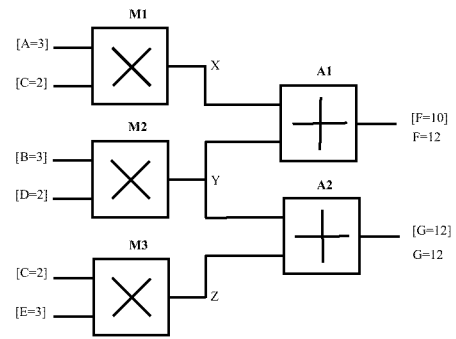 M1
[A=3]
[C=2]
X
A1
[F=10]
F=12
M2
[B=3]
[D=2]
Y
A2
[G=12]
G=12
M3
[C=2]
[E=3]
Z